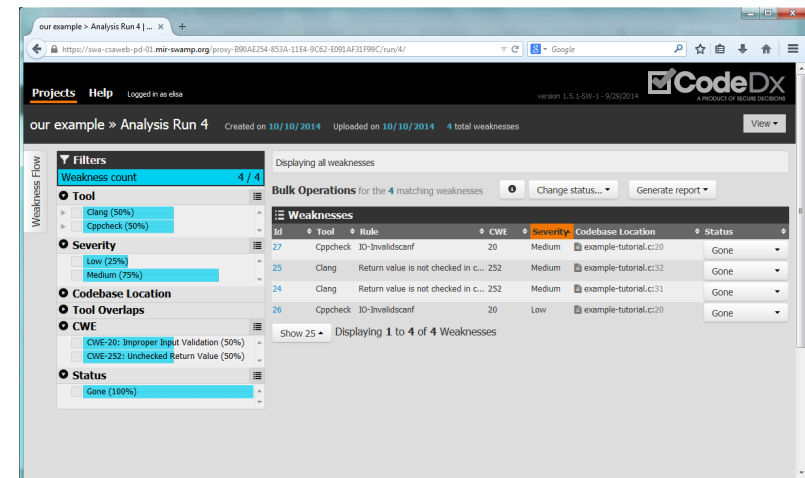 our example > Analysis Run 4 | ...
https://swa-csaweb-pd-01.mir-swamp.org/proxy-B90AE254-853A-11E4-9C62-E091AF31F99C/run/4/
Google
CodeDx
A PRODUCT OF SECURE DECISIONS
Projects Help Logged in as elisa
version 1.5.1-SW-1 - 9/29/2014
our example » Analysis Run 4 Created on 10/10/2014 Uploaded on 10/10/2014 4 total weaknesses View
Weakness Flow
Filters
Weakness count 4 / 4
Tool
Clang (50%)
Cppcheck (50%)
Severity
Low (25%)
Medium (75%)
Codebase Location
Tool Overlaps
CWE
CWE-20: Improper Input Validation (50%)
CWE-252: Unchecked Return Value (50%)
Status
Gone (100%)
Displaying all weaknesses
Bulk Operations for the 4 matching weaknesses Change status... Generate report
Weaknesses
Id Tool Rule CWE Severity Codebase Location Status
27 Cppcheck IO-Invalidscanf 20 Medium example-tutorial.c:20 Gone
25 Clang Return value is not checked in c... 252 Medium example-tutorial.c:32 Gone
24 Clang Return value is not checked in c... 252 Medium example-tutorial.c:31 Gone
26 Cppcheck IO-Invalidscanf 20 Low example-tutorial.c:20 Gone
Show 25 Displaying 1 to 4 of 4 Weaknesses